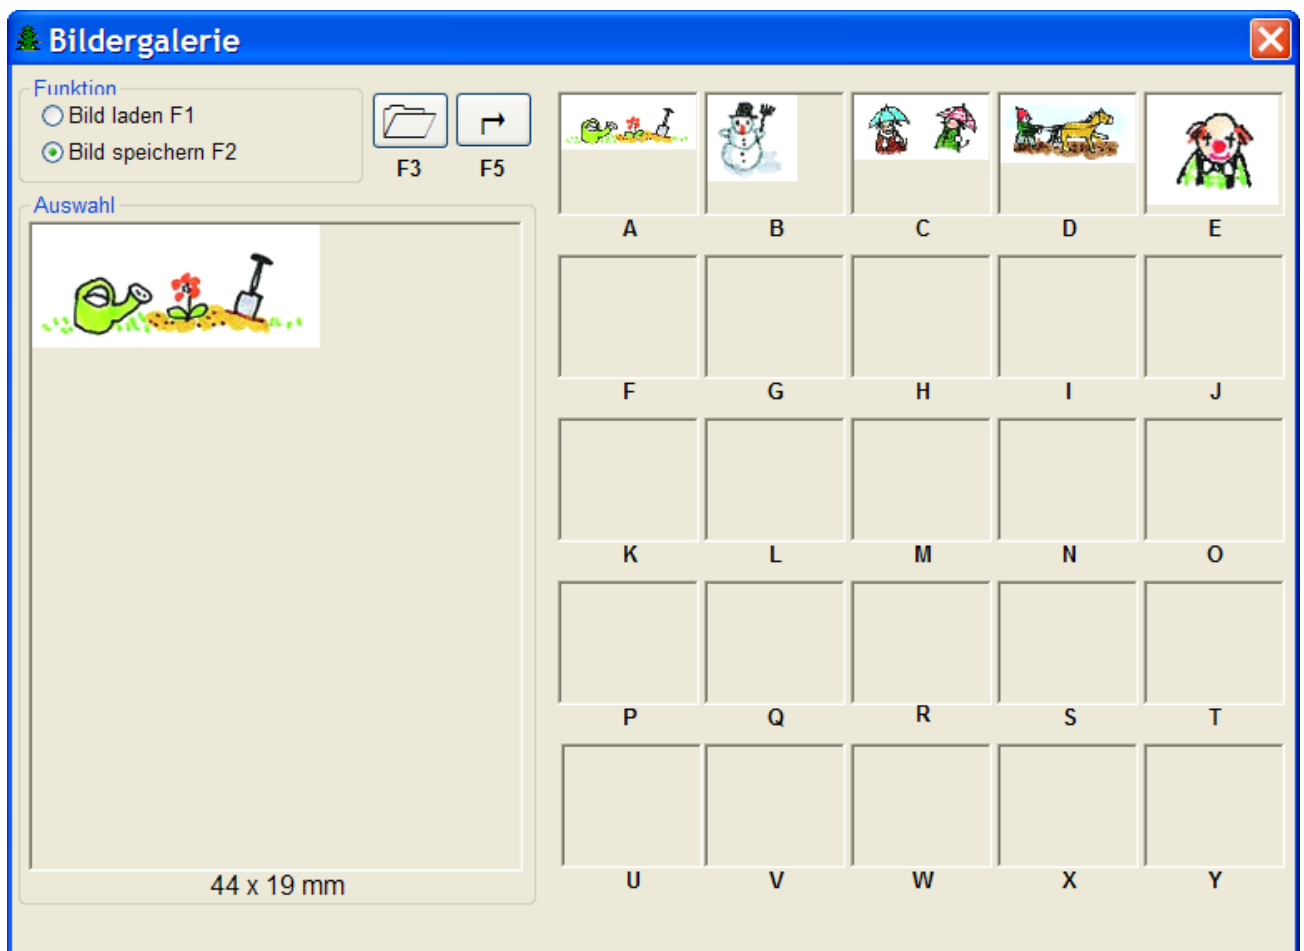 Bildergalerie
Funktion
Bild laden F1
Bild speichern F2
F3 F5
Auswahl
44 x 19 mm
A B C D E
F G H I J
K L M N O
P Q R S T
U V W X Y